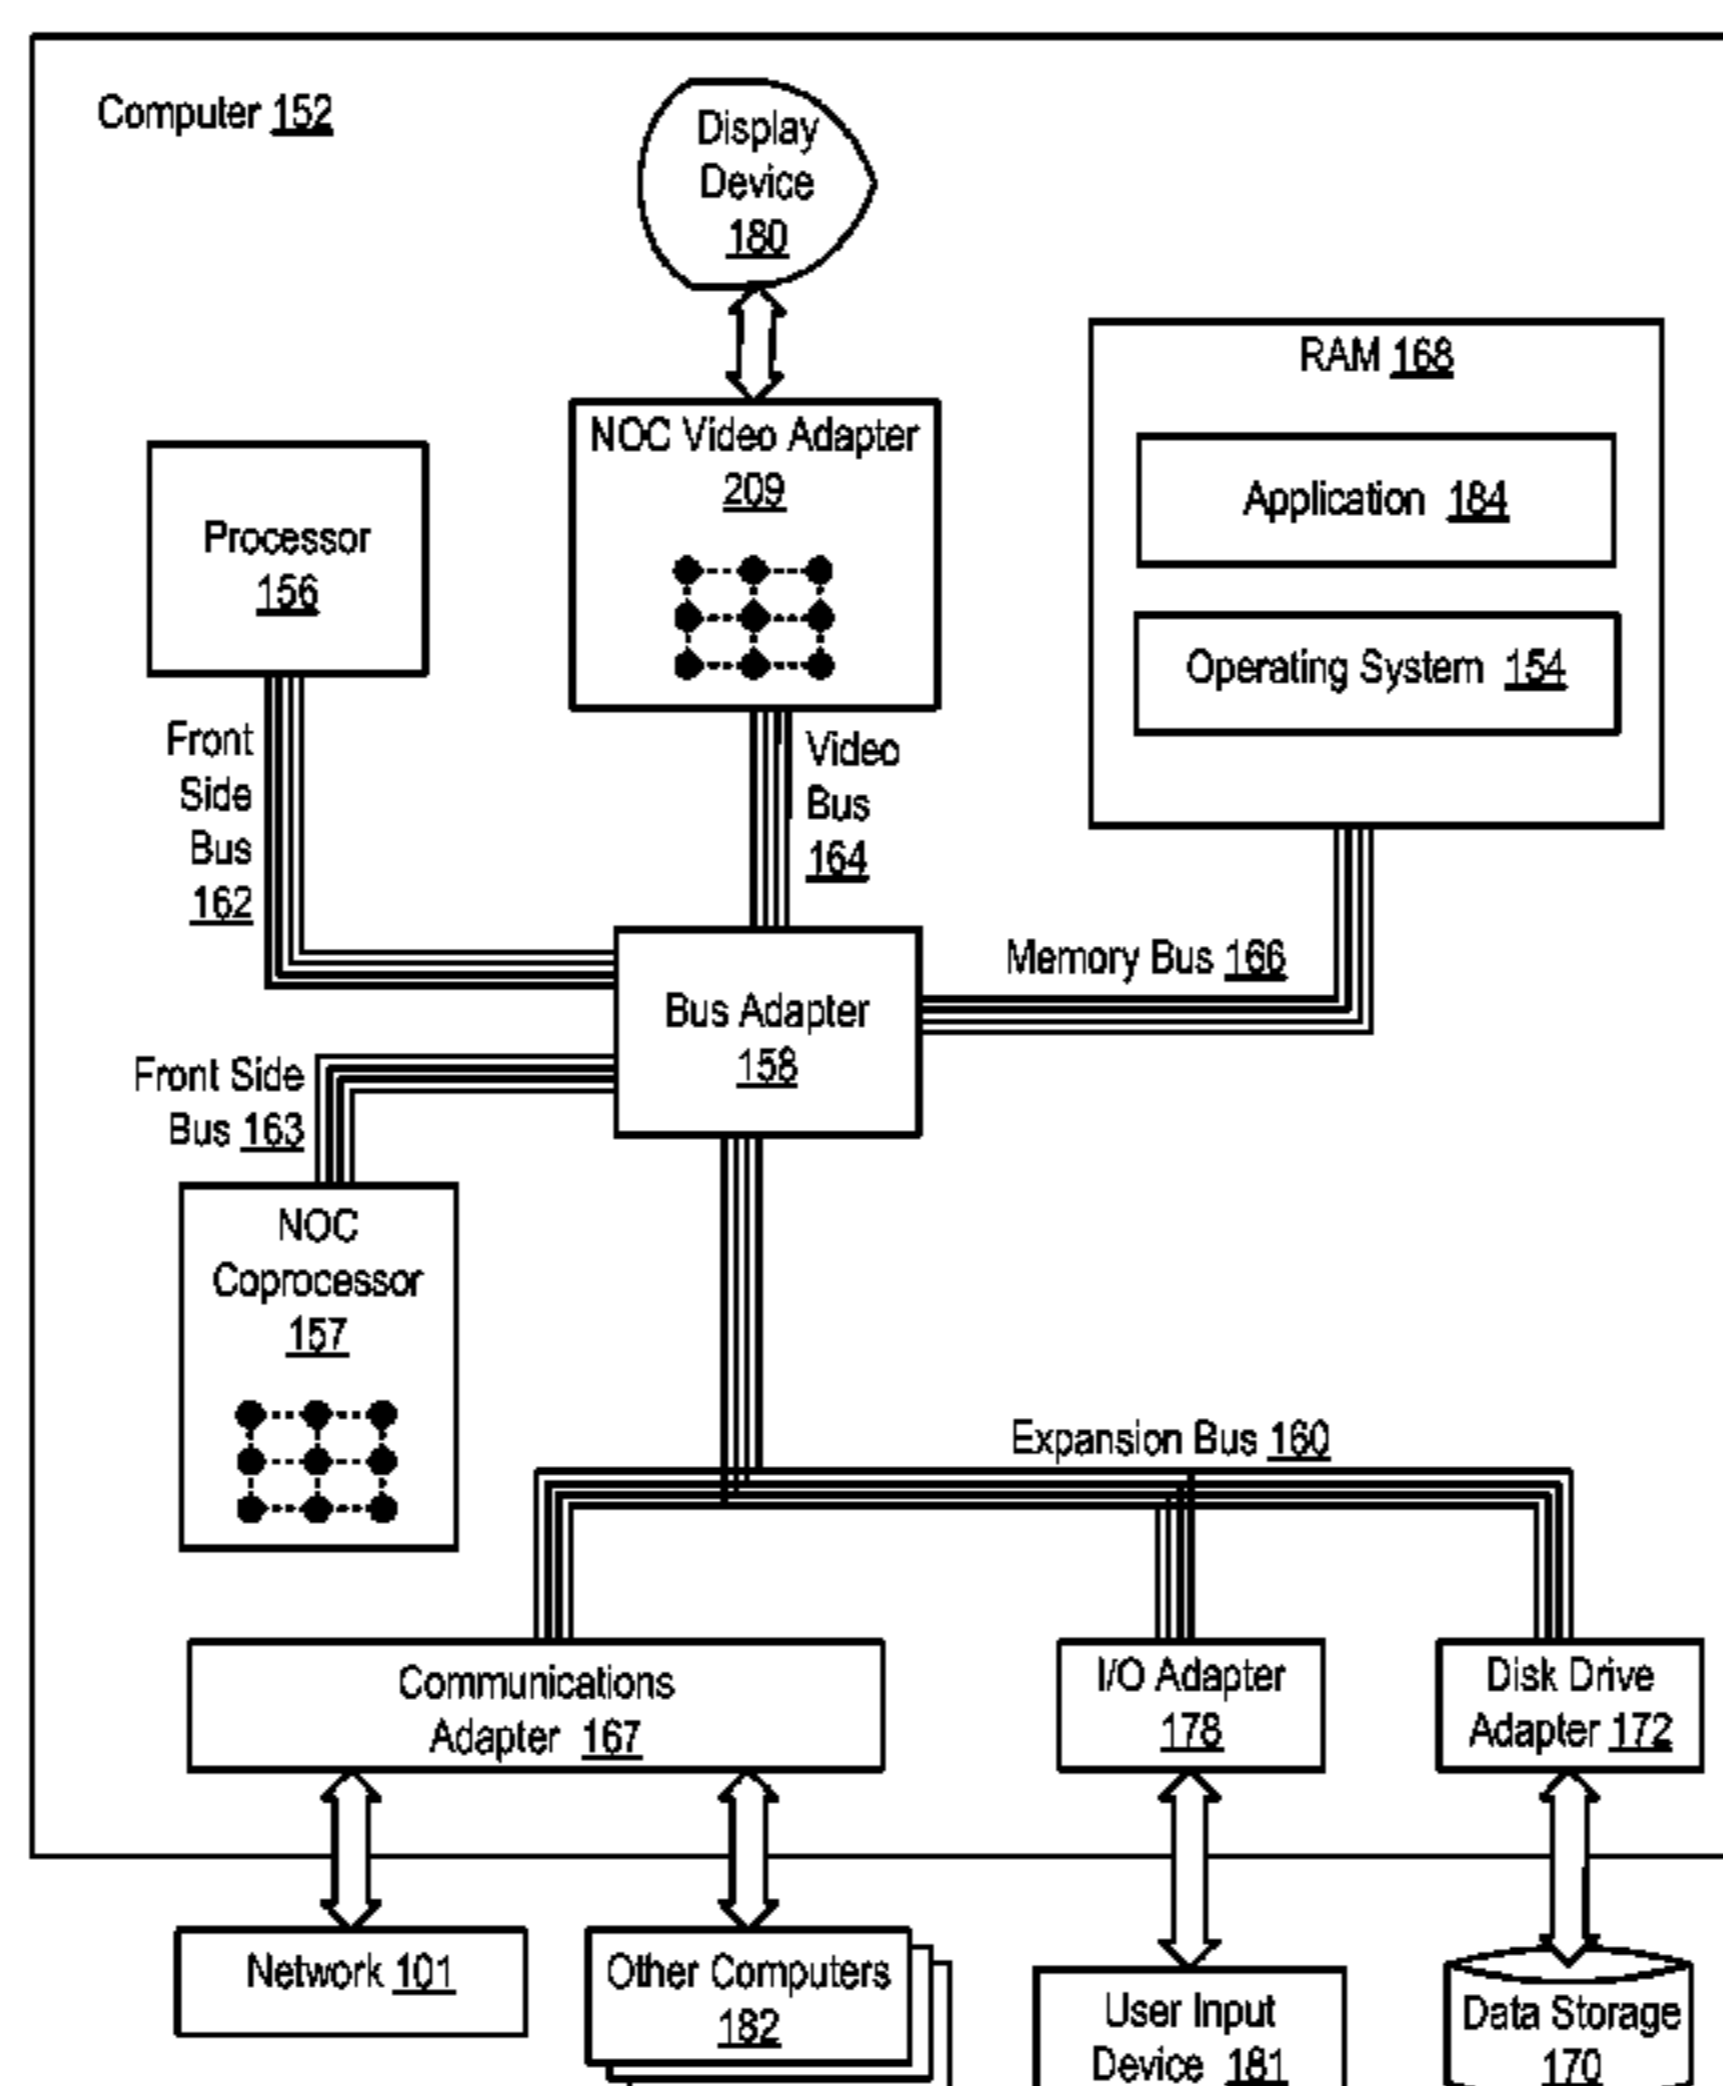 Computer 152
Display
Device
180
RAM 168
NOC Video Adapter
209
Application 184
Processor
156
Operating System 154
Front
Side
Bus
162
Video
Bus
164
Memory Bus 166
Bus Adapter
158
Front Side
Bus 163
NOC
Coprocessor
157
Expansion Bus 160
Communications
Adapter 167
I/O Adapter
178
Disk Drive
Adapter 172
Network 101
Other Computers
182
User Input
Device 181
Data Storage
170